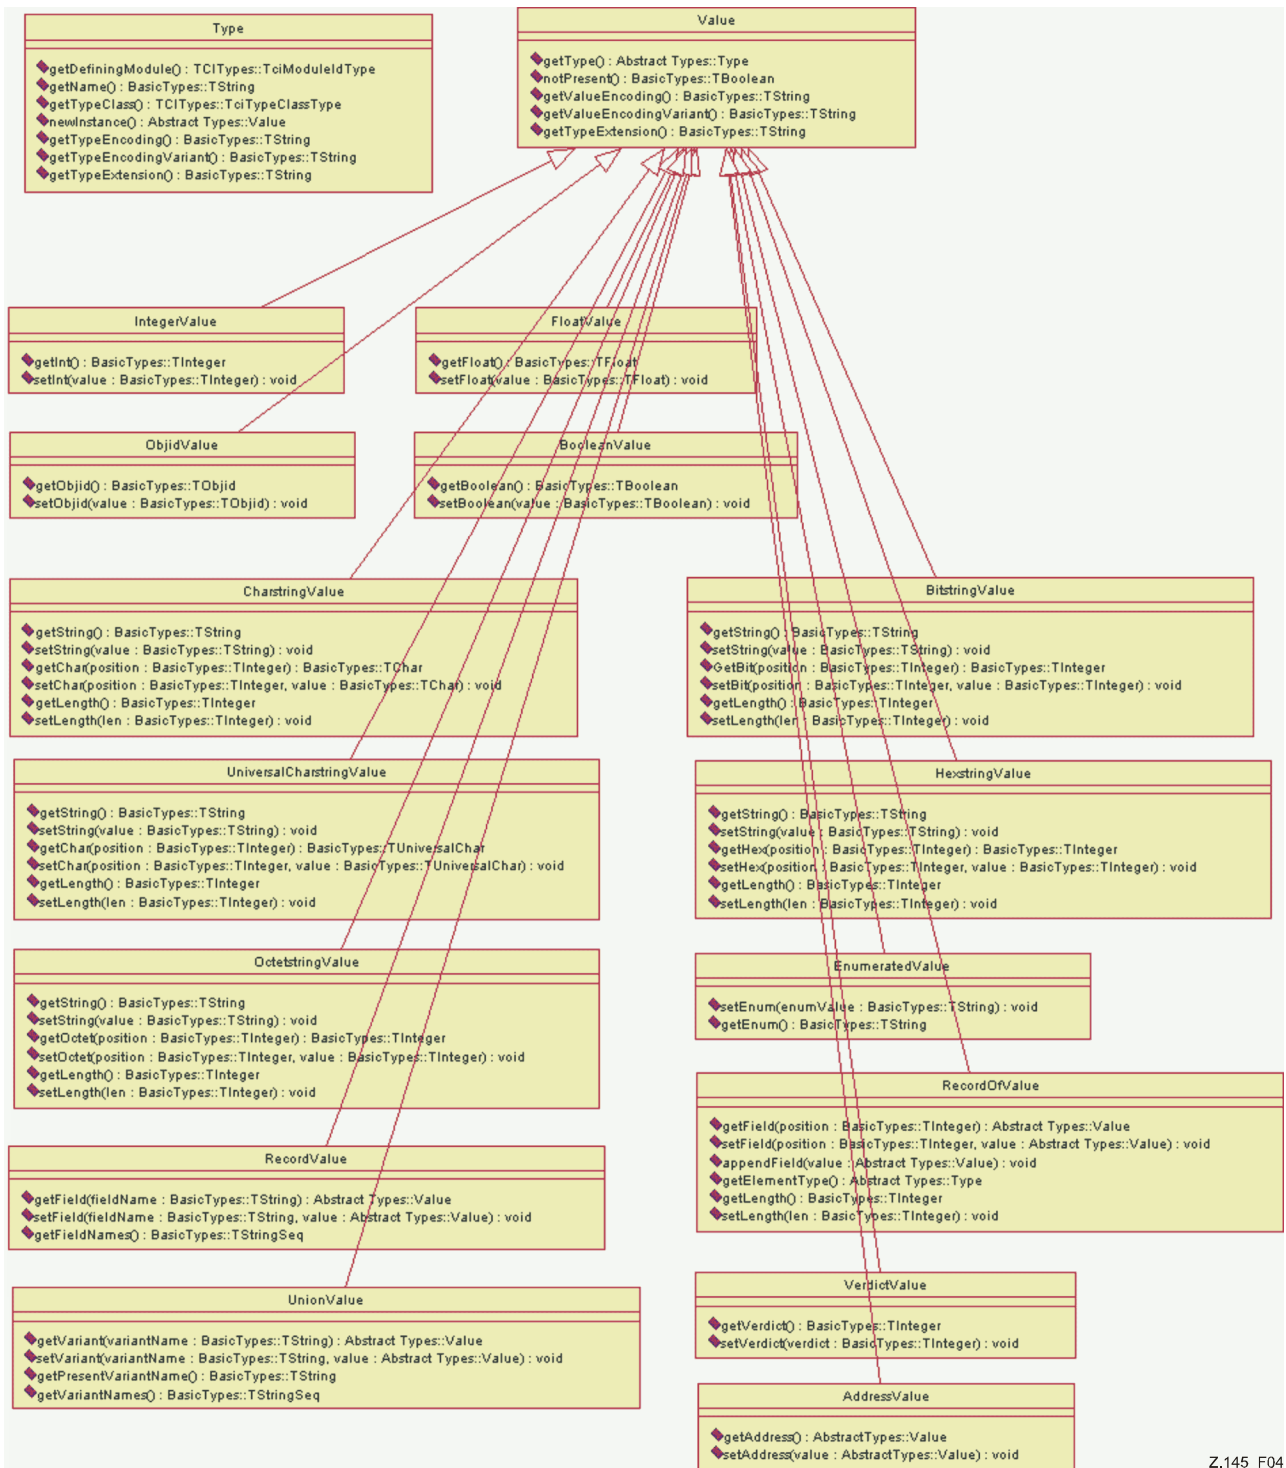 Type
getDefiningModule() : TCITypes::TciModuleIdType
getName() : BasicTypes::TString
getTypeClass() : TCITypes::TciTypeClassType
newInstance() : Abstract Types::Value
getTypeEncoding() : BasicTypes::TString
getTypeEncodingVariant() : BasicTypes::TString
getTypeExtension() : BasicTypes::TString
Value
getType() : Abstract Types::Type
notPresent() : BasicTypes::TBoolean
getValueEncoding() : BasicTypes::TString
getValueEncodingVariant() : BasicTypes::TString
getTypeExtension() : BasicTypes::TString
IntegerValue
getInt() : BasicTypes::TInteger
setInt(value : BasicTypes::TInteger) : void
FloatValue
getFloat() : BasicTypes::TFloat
setFloat(value : BasicTypes::TFloat) : void
ObjidValue
getObjid() : BasicTypes::TObjid
setObjid(value : BasicTypes::TObjid) : void
BooleanValue
getBoolean() : BasicTypes::TBoolean
setBoolean(value : BasicTypes::TBoolean) : void
CharstringValue
getString() : BasicTypes::TString
setString(value : BasicTypes::TString) : void
getChar(position : BasicTypes::TInteger) : BasicTypes::TChar
setChar(position : BasicTypes::TInteger, value : BasicTypes::TChar) : void
getLength() : BasicTypes::TInteger
setLength(len : BasicTypes::TInteger) : void
BitstringValue
getString() : BasicTypes::TString
setString(value : BasicTypes::TString) : void
GetBit(position : BasicTypes::TInteger) : BasicTypes::TInteger
setBit(position : BasicTypes::TInteger, value : BasicTypes::TInteger) : void
getLength() : BasicTypes::TInteger
setLength(len : BasicTypes::TInteger) : void
UniversalCharstringValue
getString() : BasicTypes::TString
setString(value : BasicTypes::TString) : void
getChar(position : BasicTypes::TInteger) : BasicTypes::TUniversalChar
setChar(position : BasicTypes::TInteger, value : BasicTypes::TUniversalChar) : void
getLength() : BasicTypes::TInteger
setLength(len : BasicTypes::TInteger) : void
HexstringValue
getString() : BasicTypes::TString
setString(value : BasicTypes::TString) : void
getHex(position : BasicTypes::TInteger) : BasicTypes::TInteger
setHex(position : BasicTypes::TInteger, value : BasicTypes::TInteger) : void
getLength() : BasicTypes::TInteger
setLength(len : BasicTypes::TInteger) : void
OctetstringValue
getString() : BasicTypes::TString
setString(value : BasicTypes::TString) : void
getOctet(position : BasicTypes::TInteger) : BasicTypes::TInteger
setOctet(position : BasicTypes::TInteger, value : BasicTypes::TInteger) : void
getLength() : BasicTypes::TInteger
setLength(len : BasicTypes::TInteger) : void
EnumeratedValue
setEnum(enumValue : BasicTypes::TString) : void
getEnum() : BasicTypes::TString
RecordOfValue
getField(position : BasicTypes::TInteger) : Abstract Types::Value
setField(position : BasicTypes::TInteger, value : Abstract Types::Value) : void
appendField(value : Abstract Types::Value) : void
getElementType() : Abstract Types::Type
getLength() : BasicTypes::TInteger
setLength(len : BasicTypes::TInteger) : void
RecordValue
getField(fieldName : BasicTypes::TString) : Abstract Types::Value
setField(fieldName : BasicTypes::TString, value : Abstract Types::Value) : void
getFieldNames() : BasicTypes::TStringSeq
VerdictValue
getVerdict() : BasicTypes::TInteger
setVerdict(verdict : BasicTypes::TInteger) : void
UnionValue
getVariant(variantName : BasicTypes::TString) : Abstract Types::Value
setVariant(variantName : BasicTypes::TString, value : Abstract Types::Value) : void
getPresentVariantName() : BasicTypes::TString
getVariantNames() : BasicTypes::TStringSeq
AddressValue
getAddress() : AbstractTypes::Value
setAddress(value : AbstractTypes::Value) : void
Z.145_F04